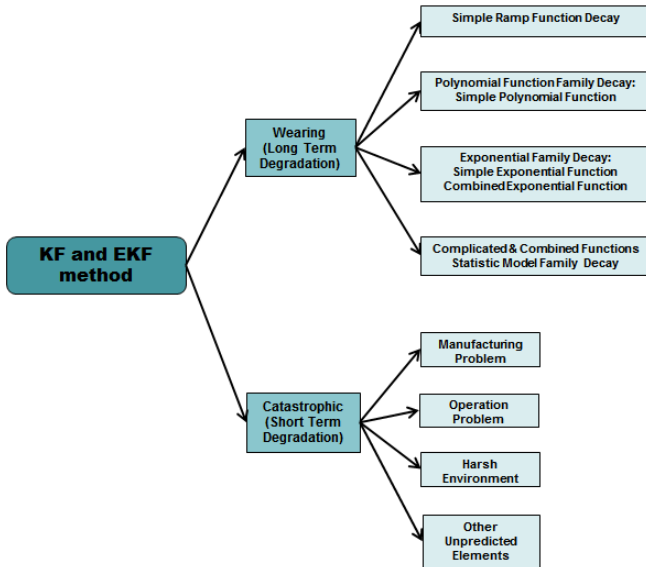 KF and EKF
method
Wearing
(Long Term
Degradation)
Simple Ramp Function Decay
Polynomial Function Family Decay:
Simple Polynomial Function
Exponential Family Decay:
Simple Exponential Function
Combined Exponential Function
Complicated & Combined Functions
Statistic Model Family Decay
Catastrophic
(Short Term
Degradation)
Manufacturing
Problem
Operation
Problem
Harsh
Environment
Other
Unpredicted
Elements